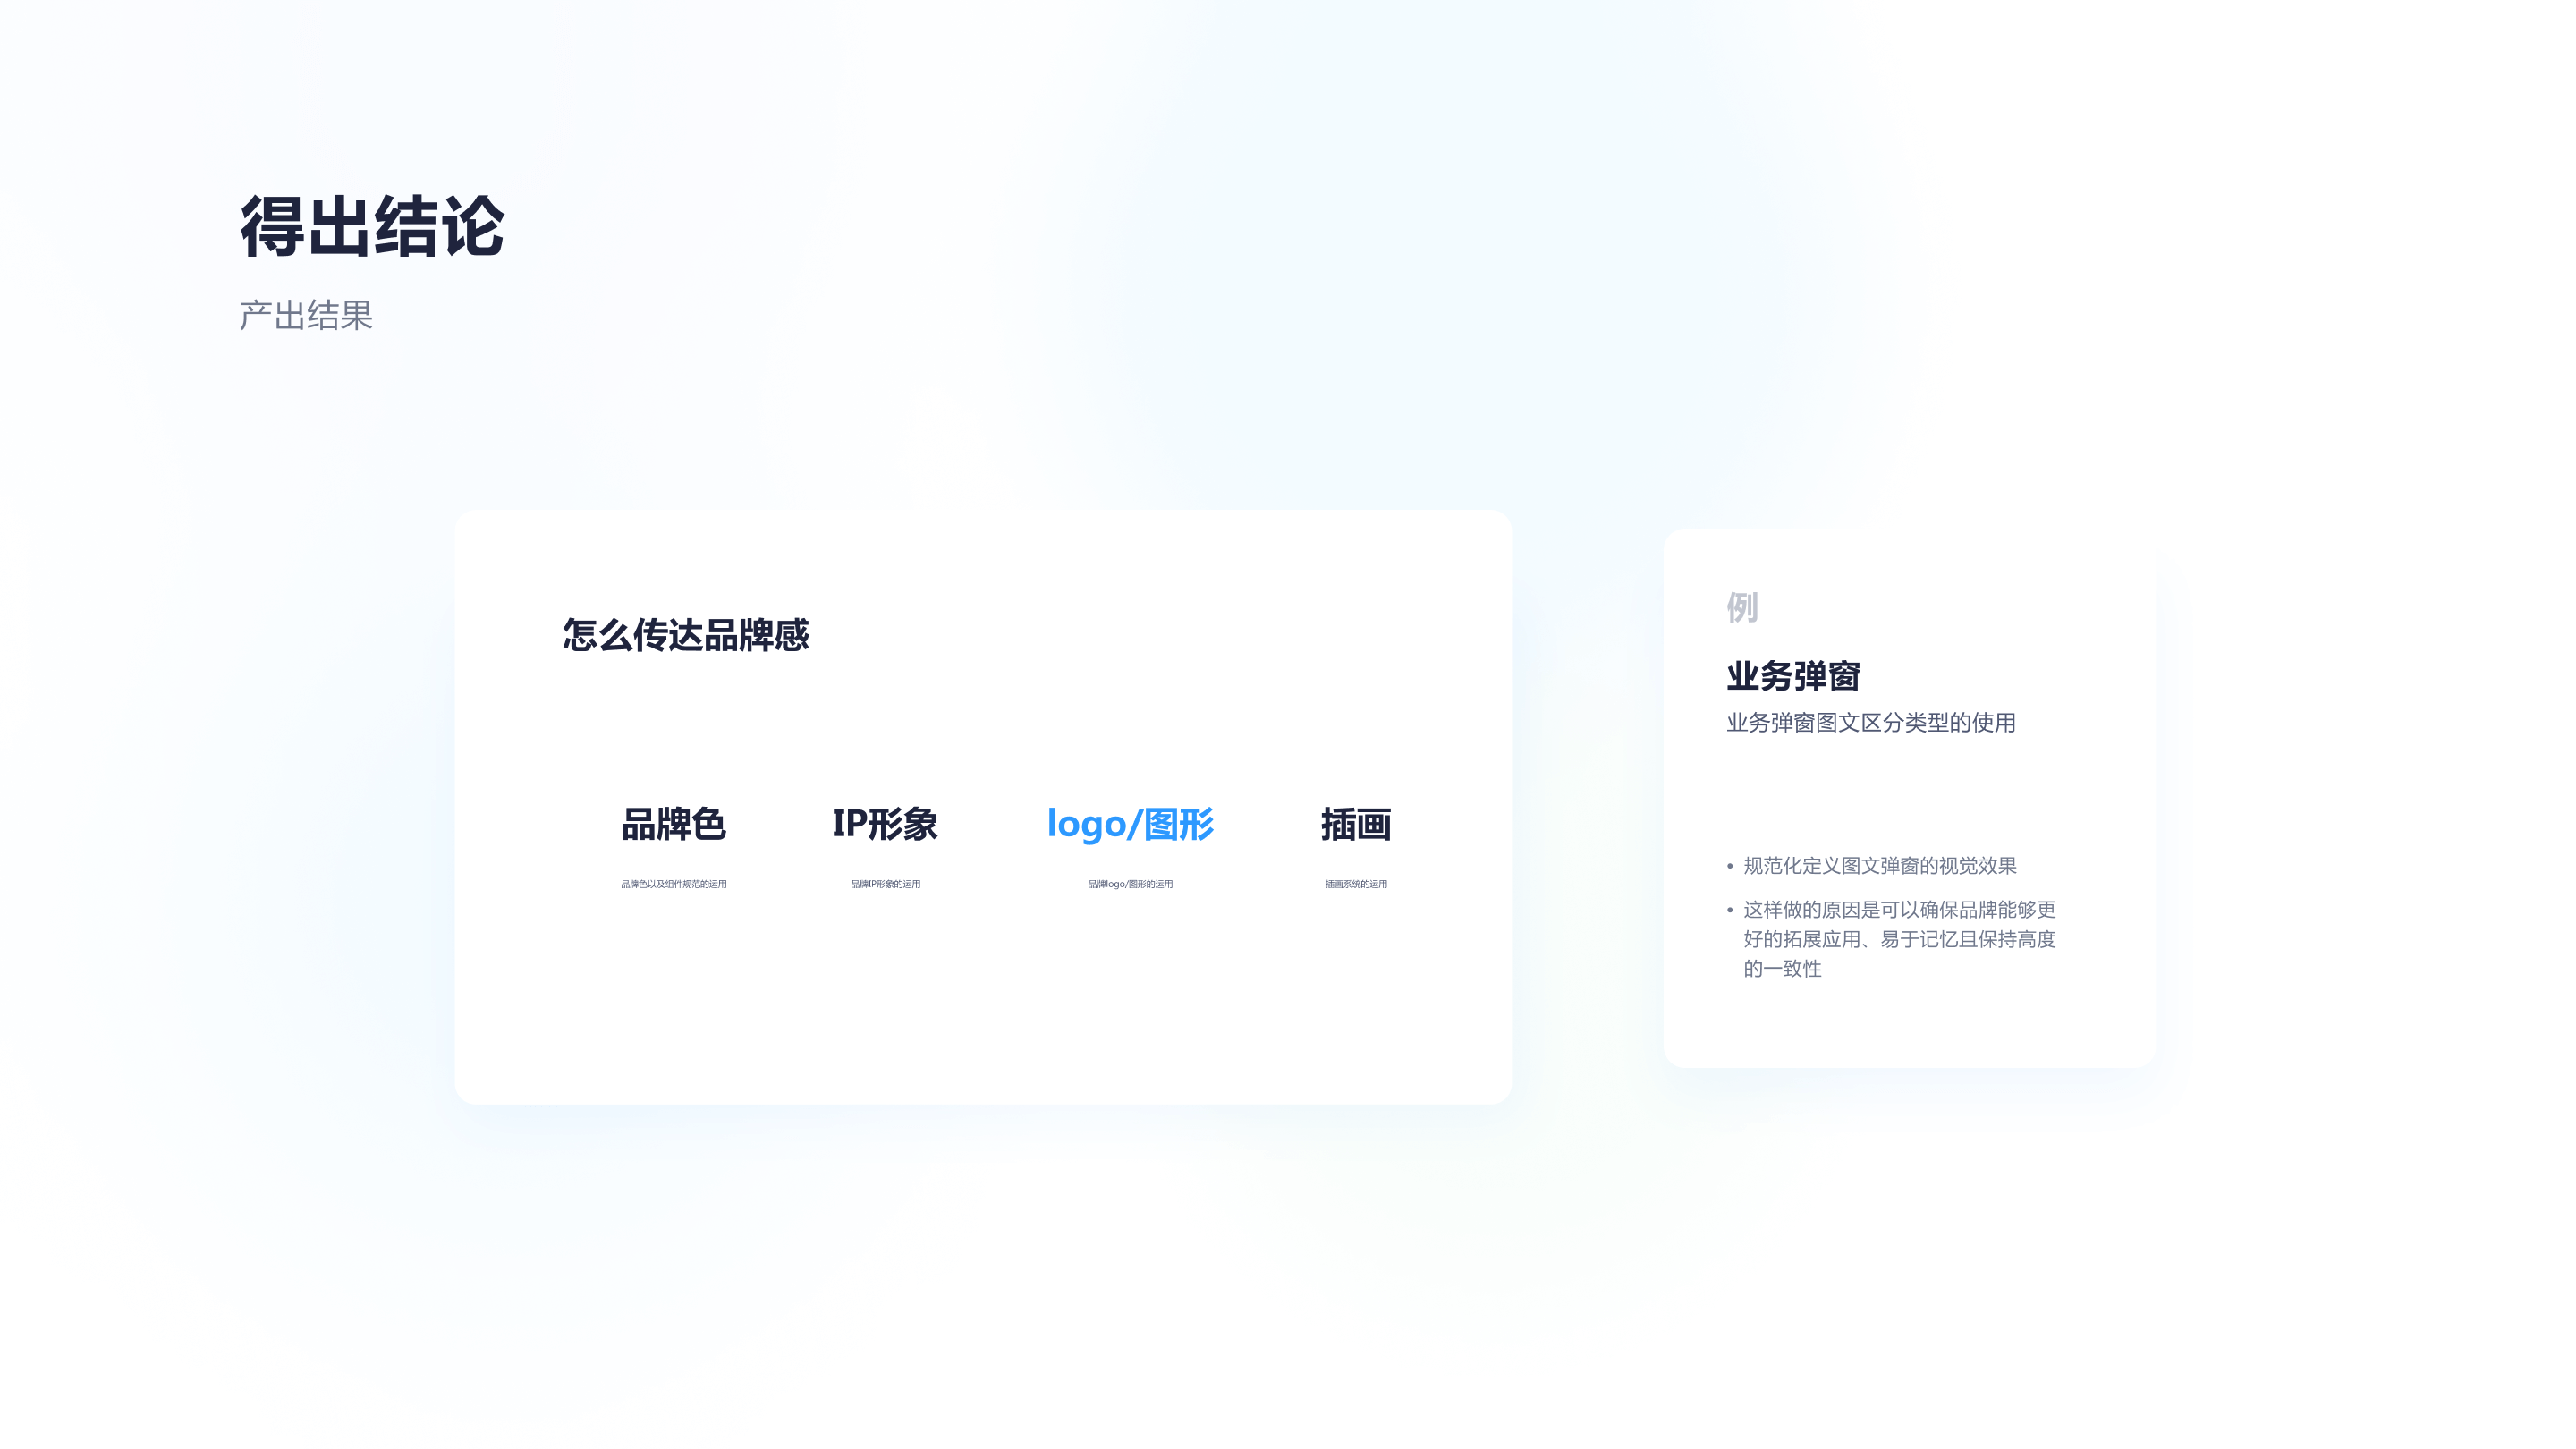 得出结论
产出结果
怎么传达品牌感
品牌色
IP形象
logo/图形
插画
品牌色以及组件规范的运用
品牌IP形象的运用
品牌logo/图形的运用
插画系统的运用
例
业务弹窗
业务弹窗图文区分类型的使用
• 规范化定义图文弹窗的视觉效果
• 这样做的原因是可以确保品牌能够更
好的拓展应用、易于记忆且保持高度
的一致性